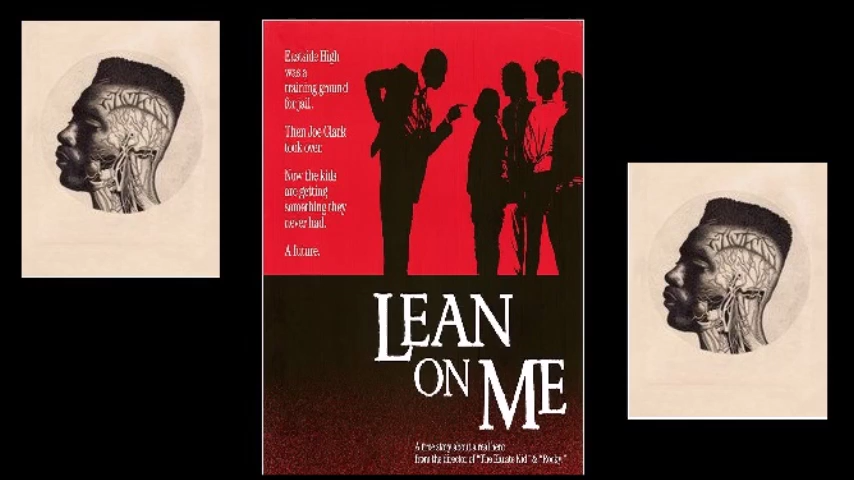 Eastside High
was a
training ground
for jail.
Then Joe Clark
took over.
Now the kids
are getting
something they
never had.
A future.
LEAN
ON ME
A true story about a real hero
from the director of "The Karate Kid" & "Rocky."